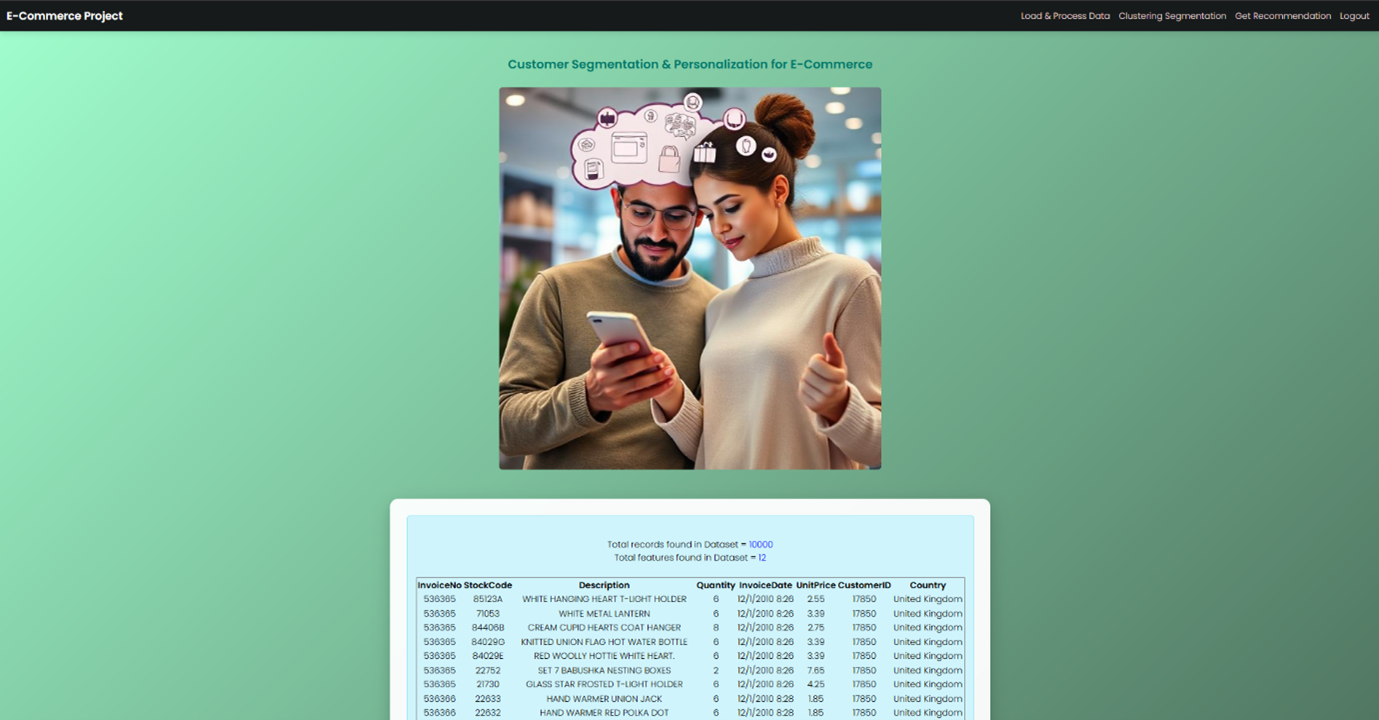 E-Commerce Project
Load & Process Data Clustering Segmentation Get Recommendation Logout
Customer Segmentation & Personalization for E-Commerce
Total records found in Dataset = 10000
Total features found in Dataset = 12
InvoiceNo StockCode Description Quantity InvoiceDate UnitPrice CustomerID Country
536365 85123A WHITE HANGING HEART T-LIGHT HOLDER 6 12/1/2010 8:26 2.55 17850 United Kingdom
536365 71053 WHITE METAL LANTERN 6 12/1/2010 8:26 3.39 17850 United Kingdom
536365 84406B CREAM CUPID HEARTS COAT HANGER 8 12/1/2010 8:26 2.75 17850 United Kingdom
536365 84029G KNITTED UNION FLAG HOT WATER BOTTLE 6 12/1/2010 8:26 3.39 17850 United Kingdom
536365 84029E RED WOOLLY HOTTIE WHITE HEART. 6 12/1/2010 8:26 3.39 17850 United Kingdom
536365 22752 SET 7 BABUSHKA NESTING BOXES 2 12/1/2010 8:26 7.65 17850 United Kingdom
536365 21730 GLASS STAR FROSTED T-LIGHT HOLDER 6 12/1/2010 8:26 4.25 17850 United Kingdom
536366 22633 HAND WARMER UNION JACK 6 12/1/2010 8:28 1.85 17850 United Kingdom
536366 22632 HAND WARMER RED POLKA DOT 6 12/1/2010 8:28 1.85 17850 United Kingdom